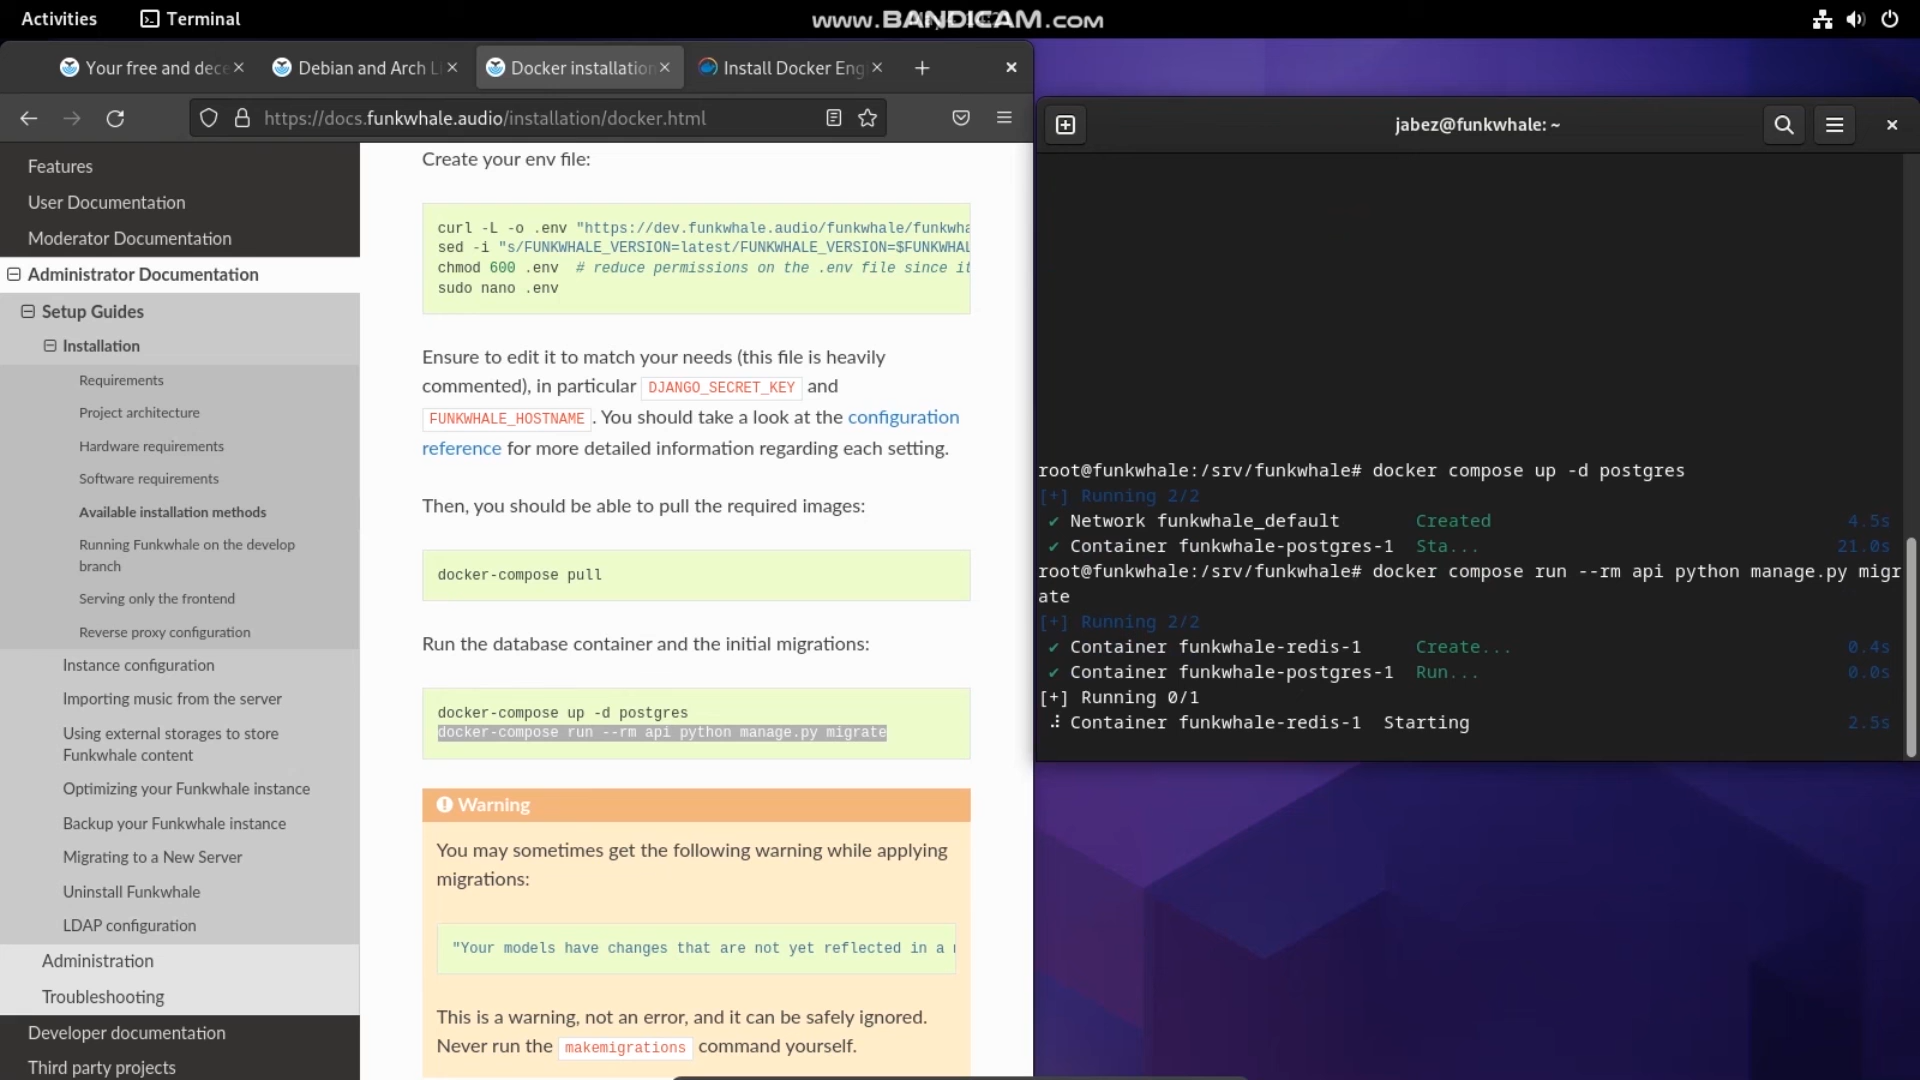 Activities
Terminal
www.BANDICAM.com
Your free and dece
Debian and Arch Li
Docker installation
Install Docker Eng
https://docs.funkwhale.audio/installation/docker.html
Features
User Documentation
Moderator Documentation
Administrator Documentation
Setup Guides
Installation
Requirements
Project architecture
Hardware requirements
Software requirements
Available installation methods
Running Funkwhale on the develop
branch
Serving only the frontend
Reverse proxy configuration
Instance configuration
Importing music from the server
Using external storages to store
Funkwhale content
Optimizing your Funkwhale instance
Backup your Funkwhale instance
Migrating to a New Server
Uninstall Funkwhale
LDAP configuration
Administration
Troubleshooting
Developer documentation
Third party projects
Create your env file:
curl -L -o .env "https://dev.funkwhale.audio/funkwhale/funkwha
sed -i "s/FUNKWHALE_VERSION=latest/FUNKWHALE_VERSION=$FUNKWHAL
chmod 600 .env  # reduce permissions on the .env file since it
sudo nano .env
Ensure to edit it to match your needs (this file is heavily
commented), in particular DJANGO_SECRET_KEY and
FUNKWHALE_HOSTNAME. You should take a look at the configuration
reference for more detailed information regarding each setting.
Then, you should be able to pull the required images:
docker-compose pull
Run the database container and the initial migrations:
docker-compose up -d postgres
docker-compose run --rm api python manage.py migrate
Warning
You may sometimes get the following warning while applying
migrations:
"Your models have changes that are not yet reflected in a
This is a warning, not an error, and it can be safely ignored.
Never run the makemigrations command yourself.
jabez@funkwhale: ~
root@funkwhale:/srv/funkwhale# docker compose up -d postgres
[+] Running 2/2
✔ Network funkwhale_default Created 4.5s
✔ Container funkwhale-postgres-1 Sta... 21.0s
root@funkwhale:/srv/funkwhale# docker compose run --rm api python manage.py migr
ate
[+] Running 2/2
✔ Container funkwhale-redis-1 Create... 0.4s
✔ Container funkwhale-postgres-1 Run... 0.0s
[+] Running 0/1
⠼ Container funkwhale-redis-1 Starting 2.5s